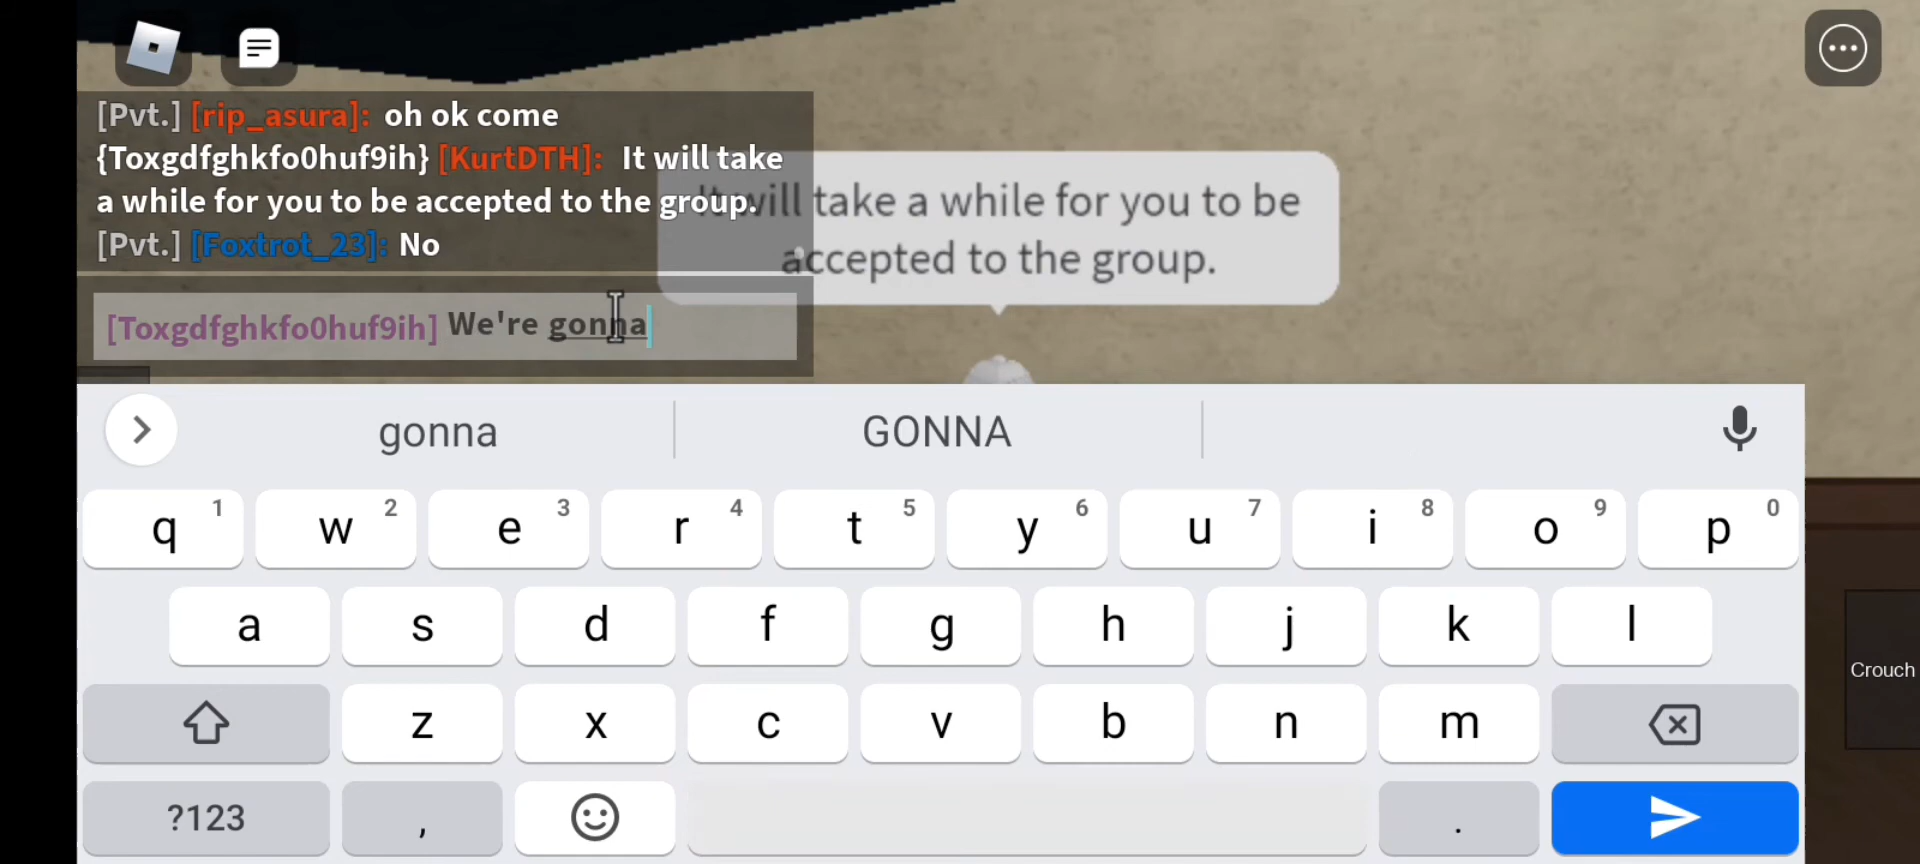 [Pvt.] [rip_asura]: oh ok come
{Toxgdfghkfo0huf9ih} [KurtDTH]: It will take
a while for you to be accepted to the group.
[Pvt.] [Foxtrot_23]: No
It will take a while for you to be
accepted to the group.
[Toxgdfghkfo0huf9ih] We're gonna
gonna GONNA
q 1 w 2 e 3 r 4 t 5 y 6 u 7 i 8 o 9 p 0
a s d f g h j k l
Crouch
z x c v b n m
?123 , .